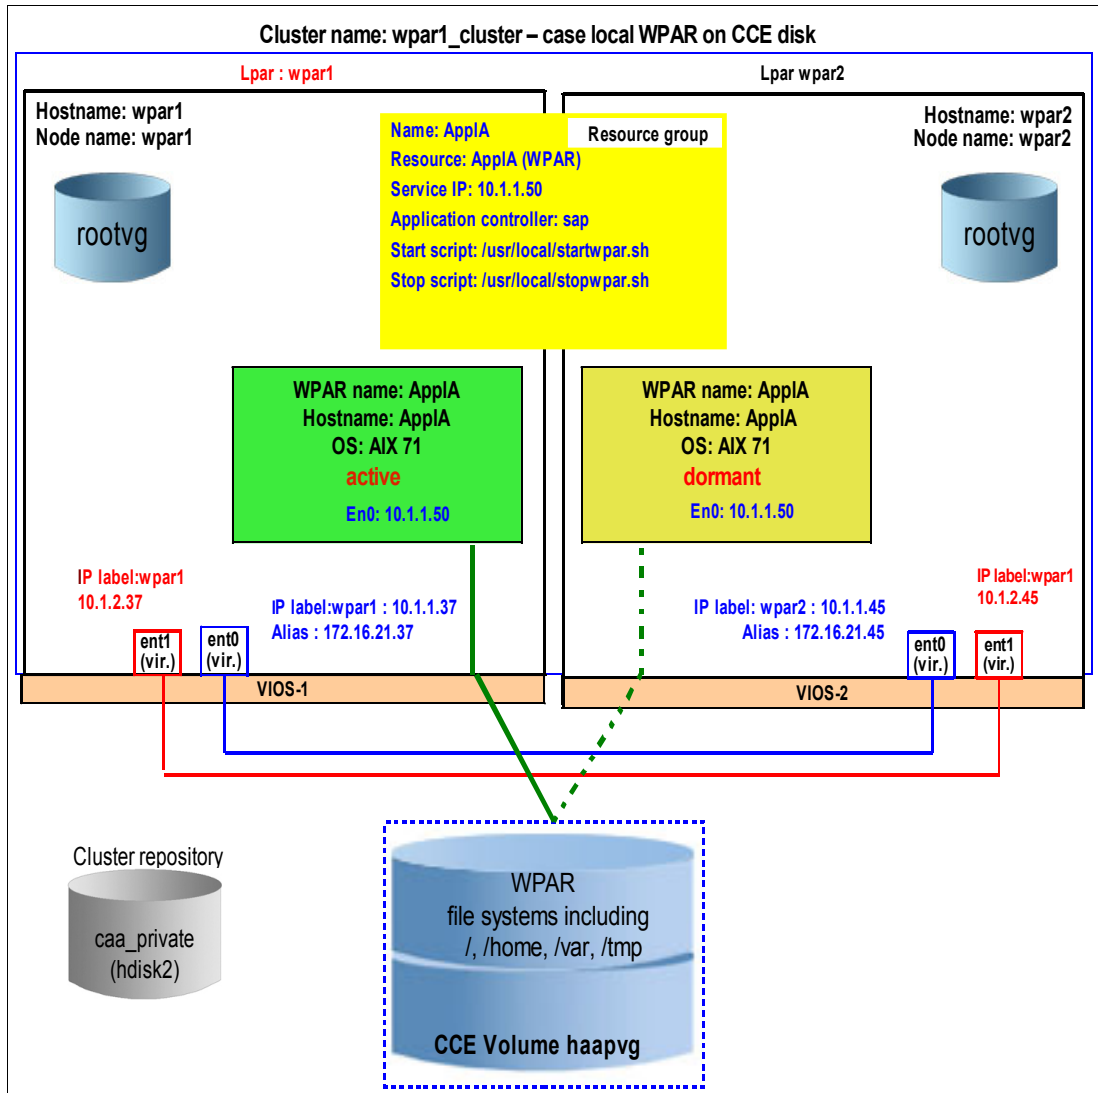 Cluster name: wpar1_cluster – case local WPAR on CCE disk
Lpar : wpar1
Lpar wpar2
Hostname: wpar1
Node name: wpar1
Hostname: wpar2
Node name: wpar2
rootvg
rootvg
Resource group
Name: ApplA
Resource: ApplA (WPAR)
Service IP: 10.1.1.50
Application controller: sap
Start script: /usr/local/startwpar.sh
Stop script: /usr/local/stopwpar.sh
WPAR name: ApplA
Hostname: ApplA
OS: AIX 71
active
En0: 10.1.1.50
WPAR name: ApplA
Hostname: ApplA
OS: AIX 71
dormant
En0: 10.1.1.50
IP label:wpar1
10.1.2.37
IP label:wpar1 : 10.1.1.37
Alias : 172.16.21.37
IP label: wpar2 : 10.1.1.45
Alias : 172.16.21.45
IP label:wpar1
10.1.2.45
ent1
(vir.)
ent0
(vir.)
ent0
(vir.)
ent1
(vir.)
VIOS-1
VIOS-2
Cluster repository
caa_private
(hdisk2)
WPAR
file systems including
/, /home, /var, /tmp
CCE Volume haapvg